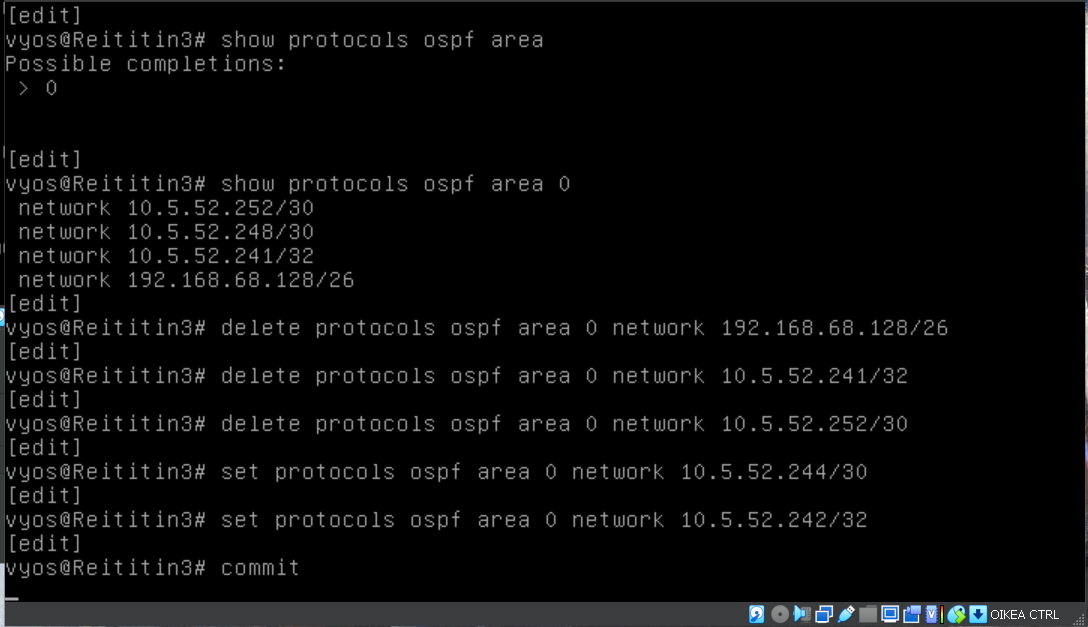 [edit]
vyos@Reititin3# show protocols ospf area
Possible completions:
 > 0
[edit]
vyos@Reititin3# show protocols ospf area 0
 network 10.5.52.252/30
 network 10.5.52.248/30
 network 10.5.52.241/32
 network 192.168.68.128/26
[edit]
vyos@Reititin3# delete protocols ospf area 0 network 192.168.68.128/26
[edit]
vyos@Reititin3# delete protocols ospf area 0 network 10.5.52.241/32
[edit]
vyos@Reititin3# delete protocols ospf area 0 network 10.5.52.252/30
[edit]
vyos@Reititin3# set protocols ospf area 0 network 10.5.52.244/30
[edit]
vyos@Reititin3# set protocols ospf area 0 network 10.5.52.242/32
[edit]
vyos@Reititin3# commit
_
OIKEA CTRL